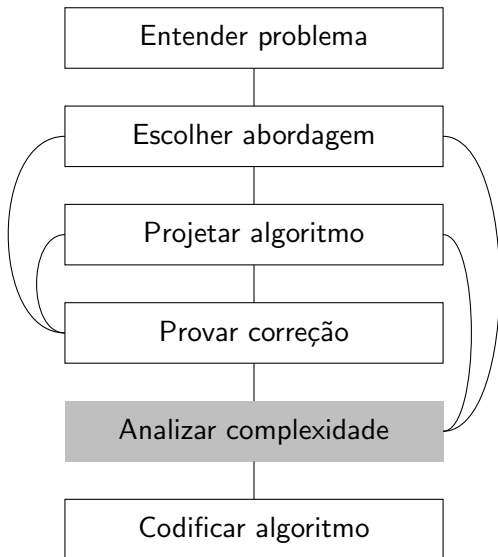 Entender problema
Escolher abordagem
Projetar algoritmo
Provar correção
Analizar complexidade
Codificar algoritmo